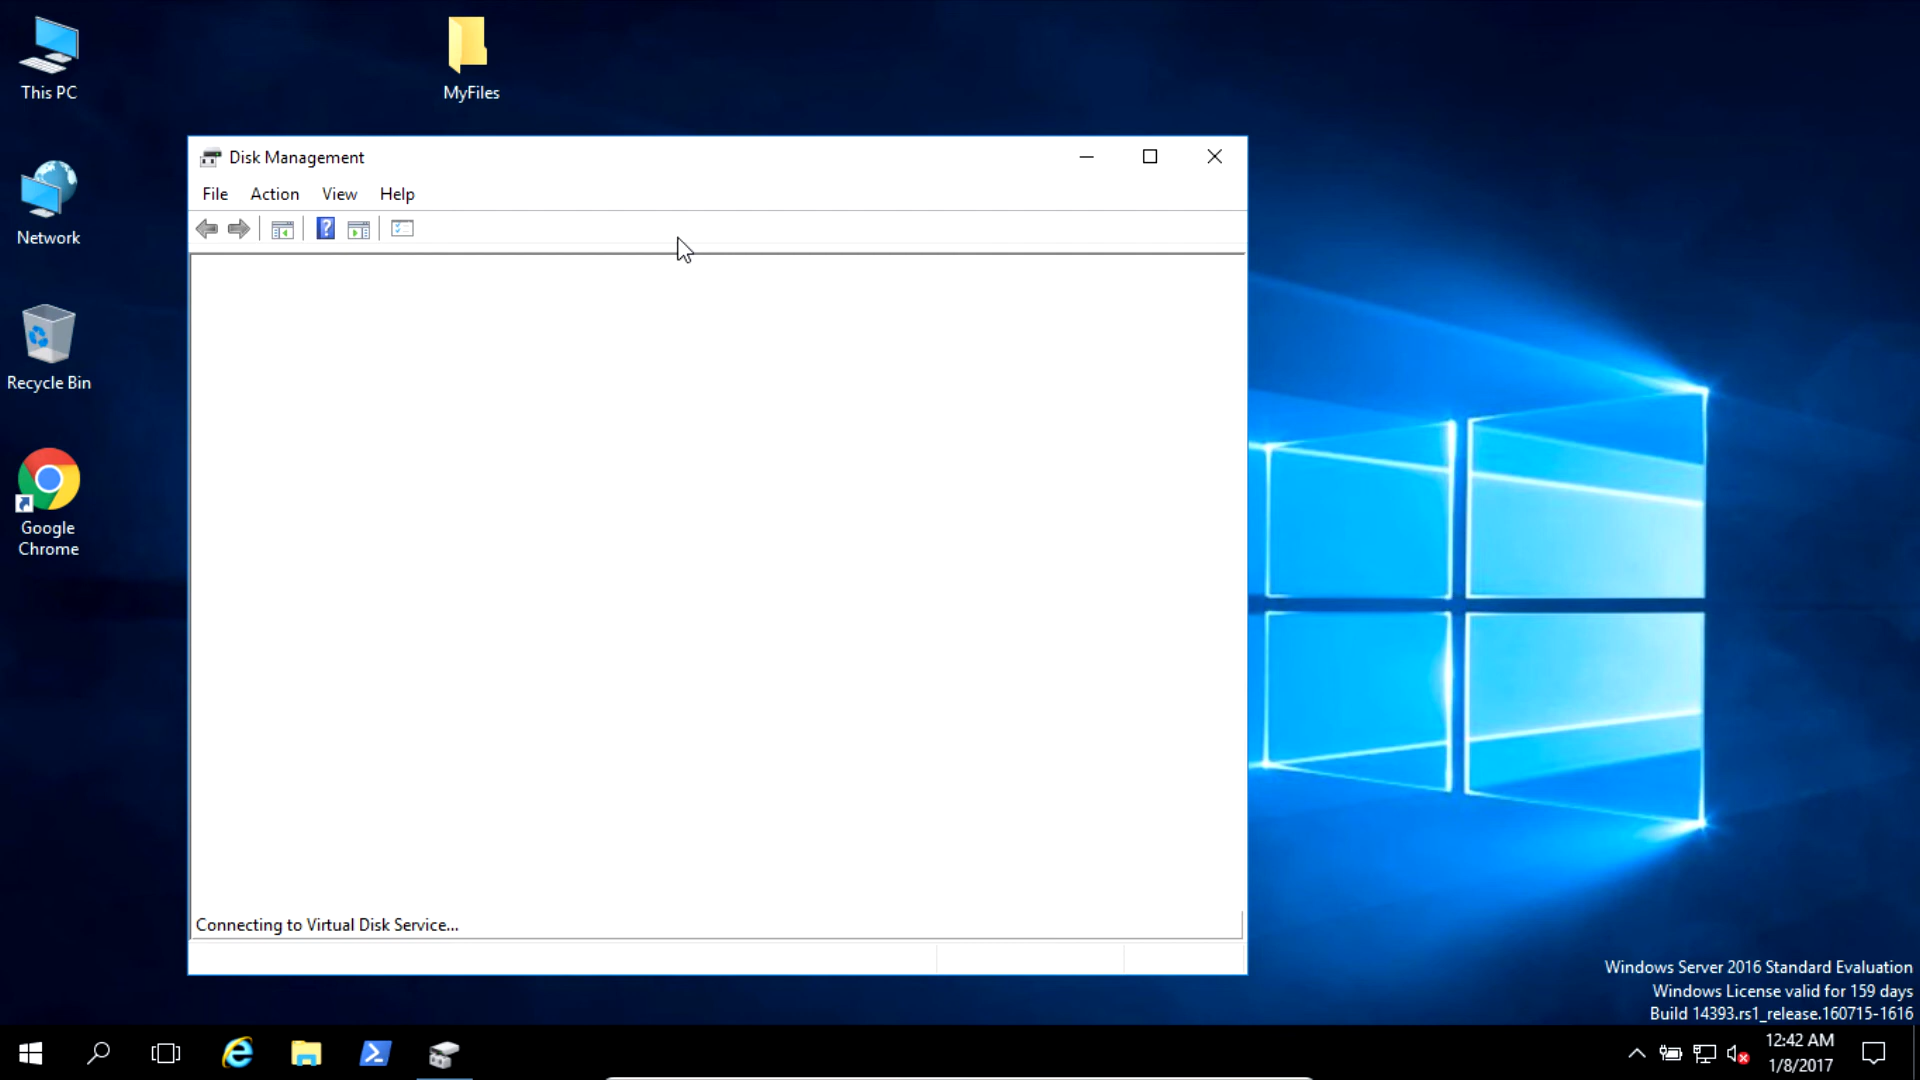 This PC
MyFiles
Disk Management
File Action View Help
Network
Recycle Bin
Google
Chrome
Connecting to Virtual Disk Service...
Windows Server 2016 Standard Evaluation
Windows License valid for 159 days
Build 14393.rs1_release.160715-1616
12:42 AM
1/8/2017